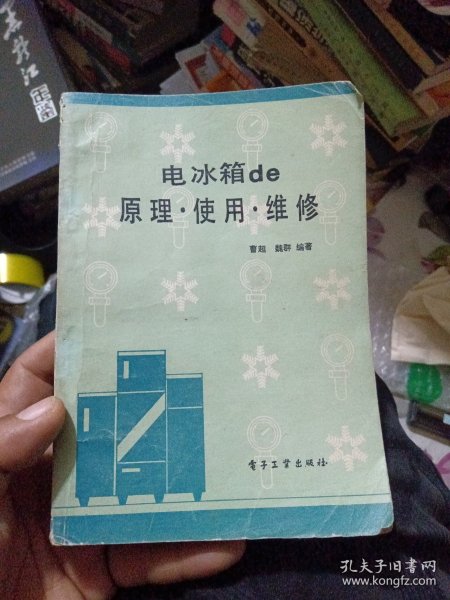 电冰箱de
原理·使用·维修
曹超 魏群 编著
电子工业出版社
孔夫子旧书网
www.kongfz.com